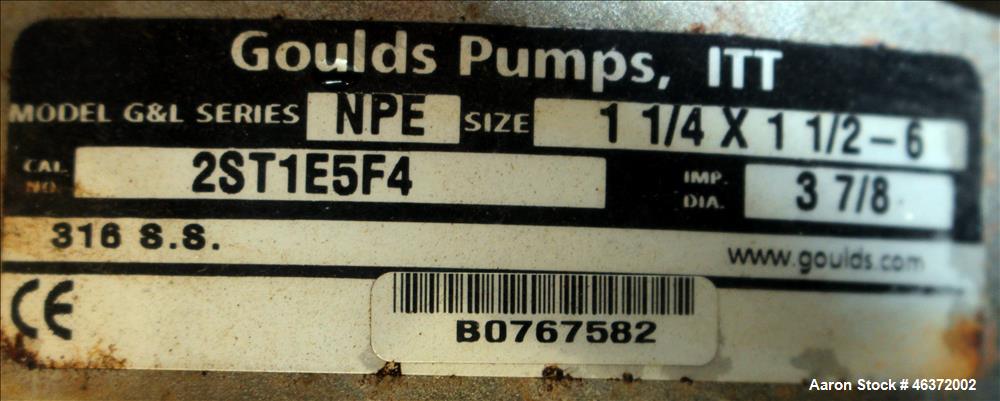 Goulds Pumps, ITT
MODEL G&L SERIES NPE SIZE 1 1/4 X 1 1/2-6
CAL. NO. 2ST1E5F4 IMP. DIA. 3 7/8
316 S.S.
www.goulds.com
CE
B0767582
Aaron Stock # 46372002